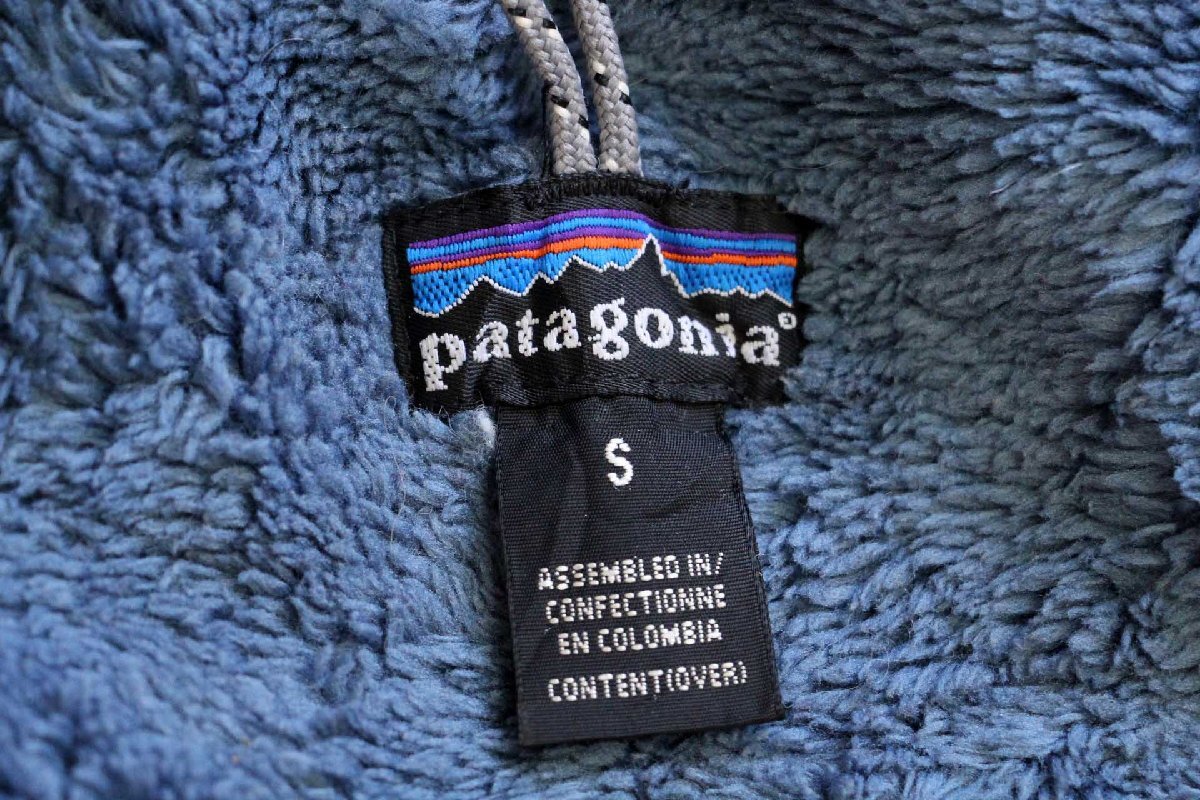 patagonia®
S
ASSEMBLED IN/
CONFECTIONNE
EN COLOMBIA
CONTENT(OVER)